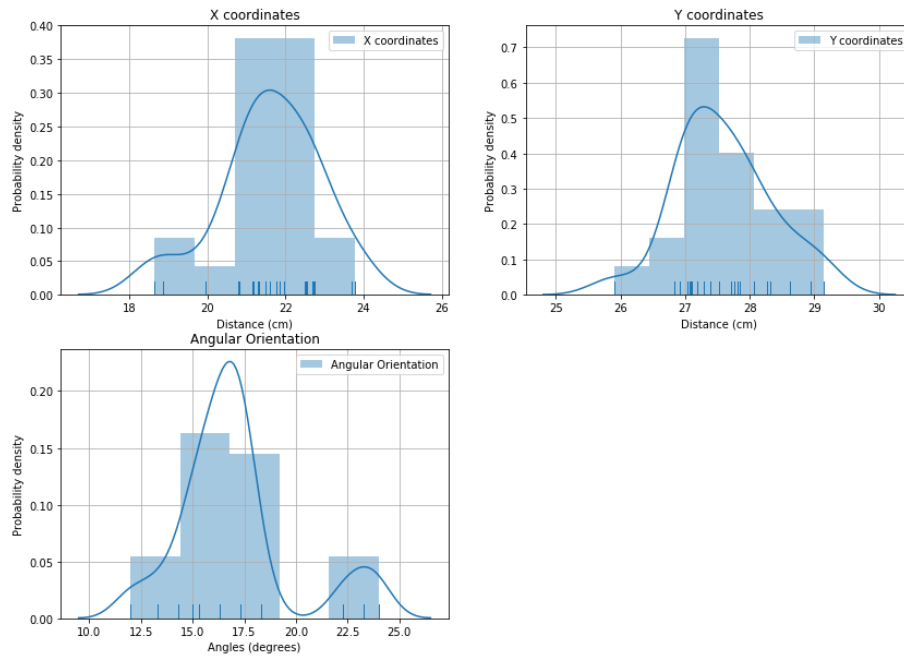 X coordinates
0.40
0.35
0.30
0.25
0.20
0.15
0.10
0.05
0.00
Probability density
X coordinates
18 20 22 24 26
Distance (cm)
Y coordinates
0.7
0.6
0.5
0.4
0.3
0.2
0.1
0.0
Probability density
Y coordinates
25 26 27 28 29 30
Distance (cm)
Angular Orientation
0.20
0.15
0.10
0.05
0.00
Probability density
Angular Orientation
10.0 12.5 15.0 17.5 20.0 22.5 25.0
Angles (degrees)